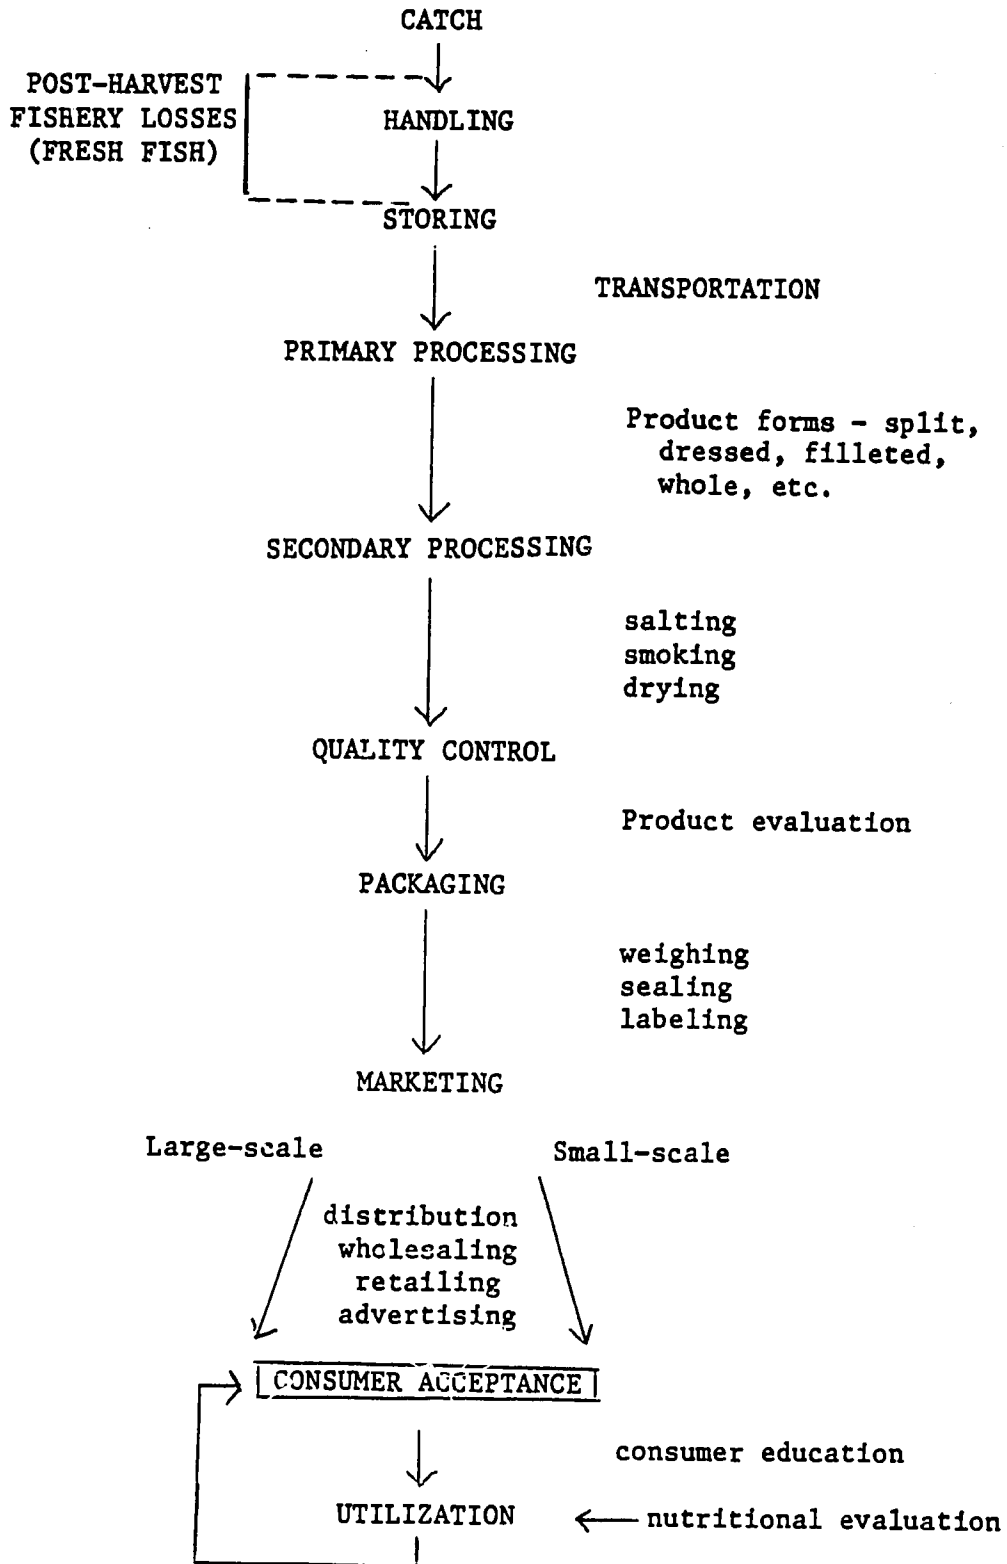 CATCH
POST-HARVEST
FISHERY LOSSES
(FRESH FISH)
HANDLING
STORING
TRANSPORTATION
PRIMARY PROCESSING
Product forms - split,
dressed, filleted,
whole, etc.
SECONDARY PROCESSING
salting
smoking
drying
QUALITY CONTROL
Product evaluation
PACKAGING
weighing
sealing
labeling
MARKETING
Large-scale
Small-scale
distribution
wholesaling
retailing
advertising
CONSUMER ACCEPTANCE
consumer education
UTILIZATION
nutritional evaluation